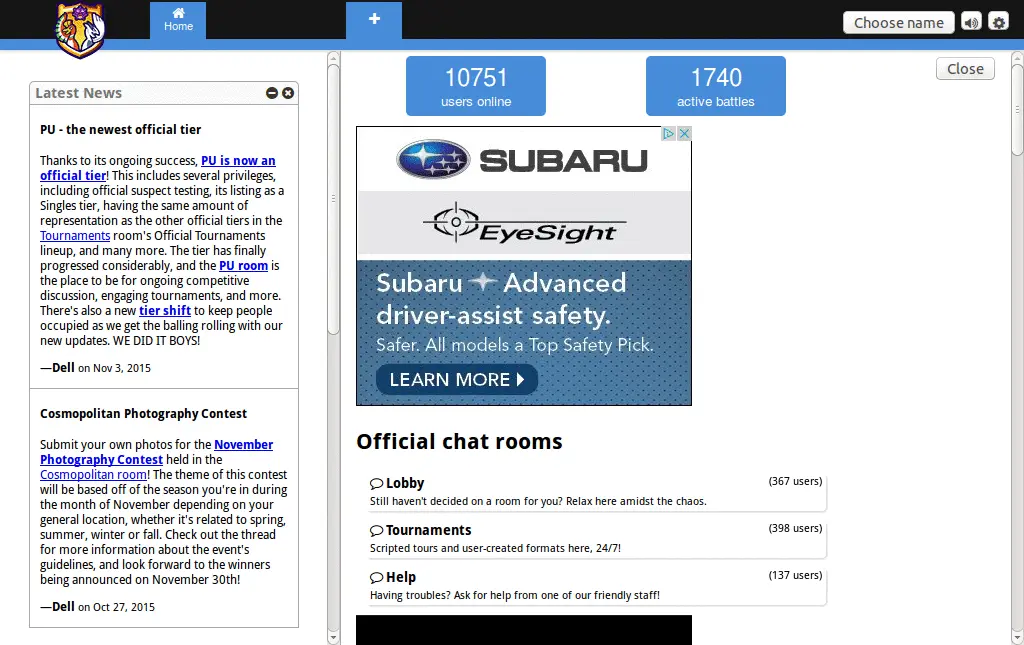 Home
+
Choose name
Latest News
PU - the newest official tier
Thanks to its ongoing success, PU is now an
official tier! This includes several privileges,
including official suspect testing, its listing as a
Singles tier, having the same amount of
representation as the other official tiers in the
Tournaments room's Official Tournaments
lineup, and many more. The tier has finally
progressed considerably, and the PU room is
the place to be for ongoing competitive
discussion, engaging tournaments, and more.
There's also a new tier shift to keep people
occupied as we get the balling rolling with our
new updates. WE DID IT BOYS!
—Dell on Nov 3, 2015
Cosmopolitan Photography Contest
Submit your own photos for the November
Photography Contest held in the
Cosmopolitan room! The theme of this contest
will be based off of the season you're in during
the month of November depending on your
general location, whether it's related to spring,
summer, winter or fall. Check out the thread
for more information about the event's
guidelines, and look forward to the winners
being announced on November 30th!
—Dell on Oct 27, 2015
10751
users online
1740
active battles
Close
SUBARU
EyeSight
Subaru Advanced
driver-assist safety.
Safer. All models a Top Safety Pick.
LEARN MORE
Official chat rooms
Lobby (367 users)
Still haven't decided on a room for you? Relax here amidst the chaos.
Tournaments (398 users)
Scripted tours and user-created formats here, 24/7!
Help (137 users)
Having troubles? Ask for help from one of our friendly staff!